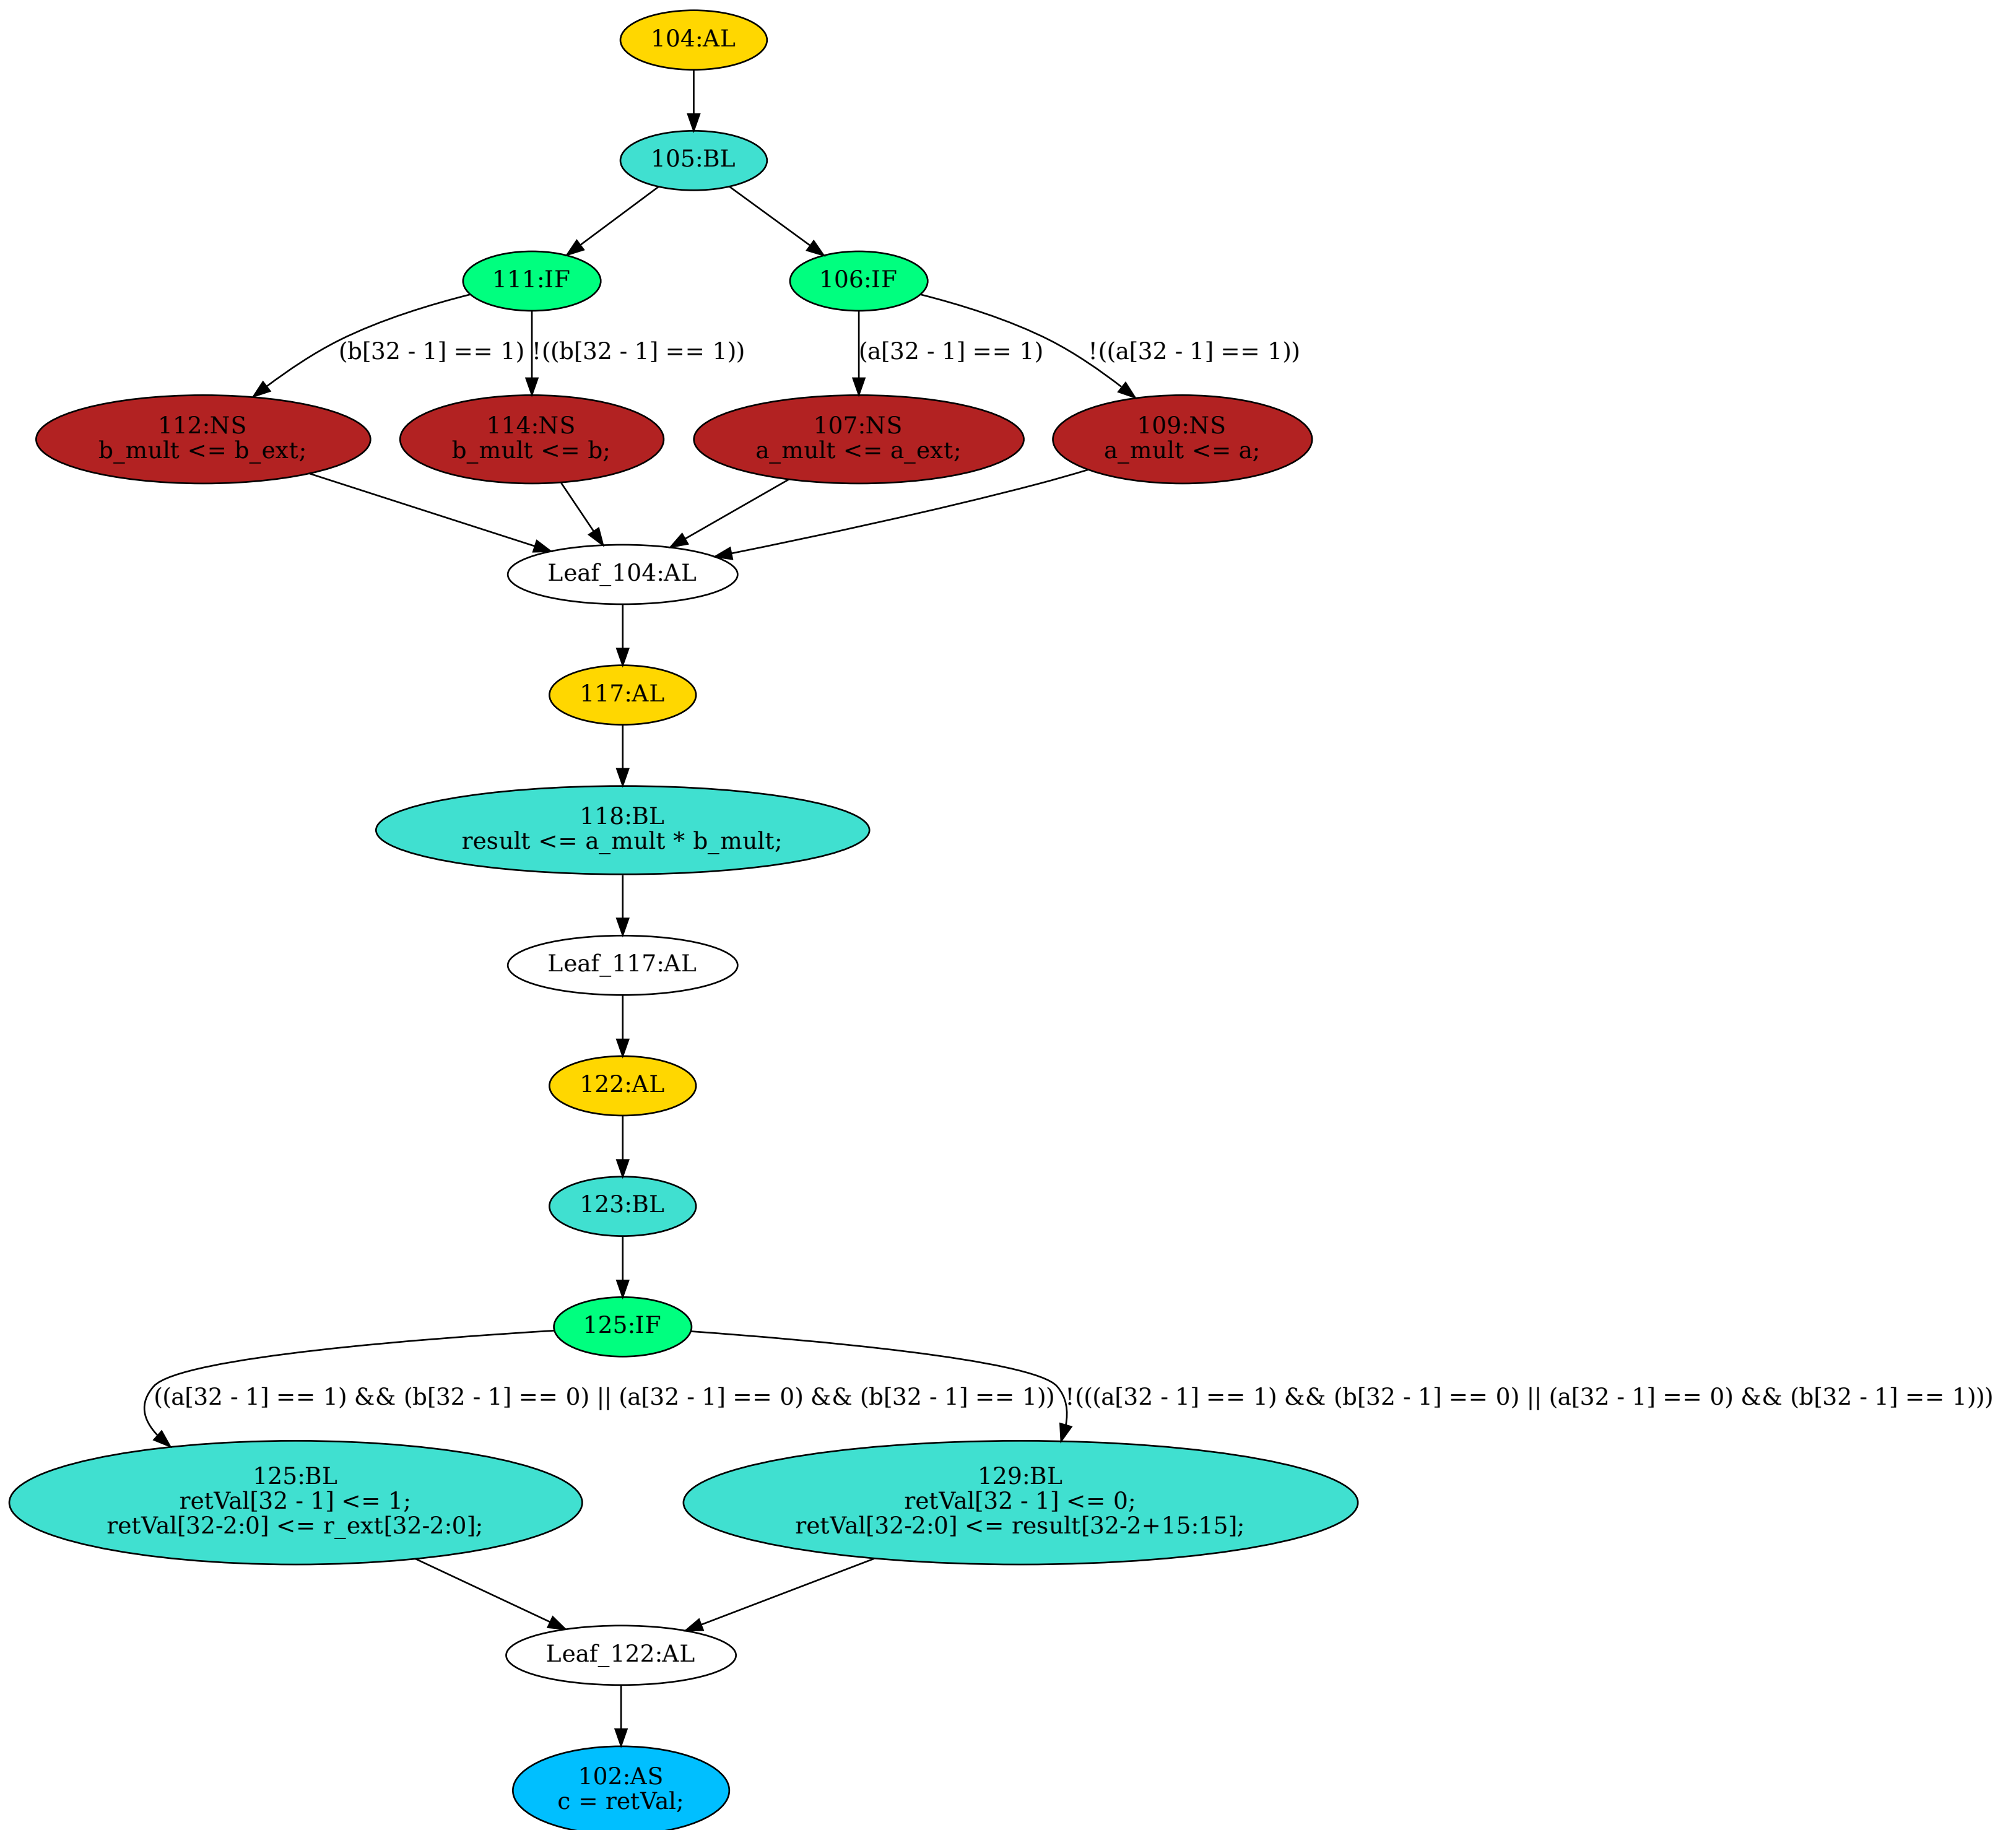 104:AL
105:BL
111:IF
106:IF
(b[32 - 1] == 1)
!((b[32 - 1] == 1))
(a[32 - 1] == 1)
!((a[32 - 1] == 1))
112:NS
b_mult <= b_ext;
114:NS
b_mult <= b;
107:NS
a_mult <= a_ext;
109:NS
a_mult <= a;
Leaf_104:AL
117:AL
118:BL
result <= a_mult * b_mult;
Leaf_117:AL
122:AL
123:BL
125:IF
((a[32 - 1] == 1) && (b[32 - 1] == 0) || (a[32 - 1] == 0) && (b[32 - 1] == 1))
!(((a[32 - 1] == 1) && (b[32 - 1] == 0) || (a[32 - 1] == 0) && (b[32 - 1] == 1)))
125:BL
retVal[32 - 1] <= 1;
retVal[32-2:0] <= r_ext[32-2:0];
129:BL
retVal[32 - 1] <= 0;
retVal[32-2:0] <= result[32-2+15:15];
Leaf_122:AL
102:AS
c = retVal;